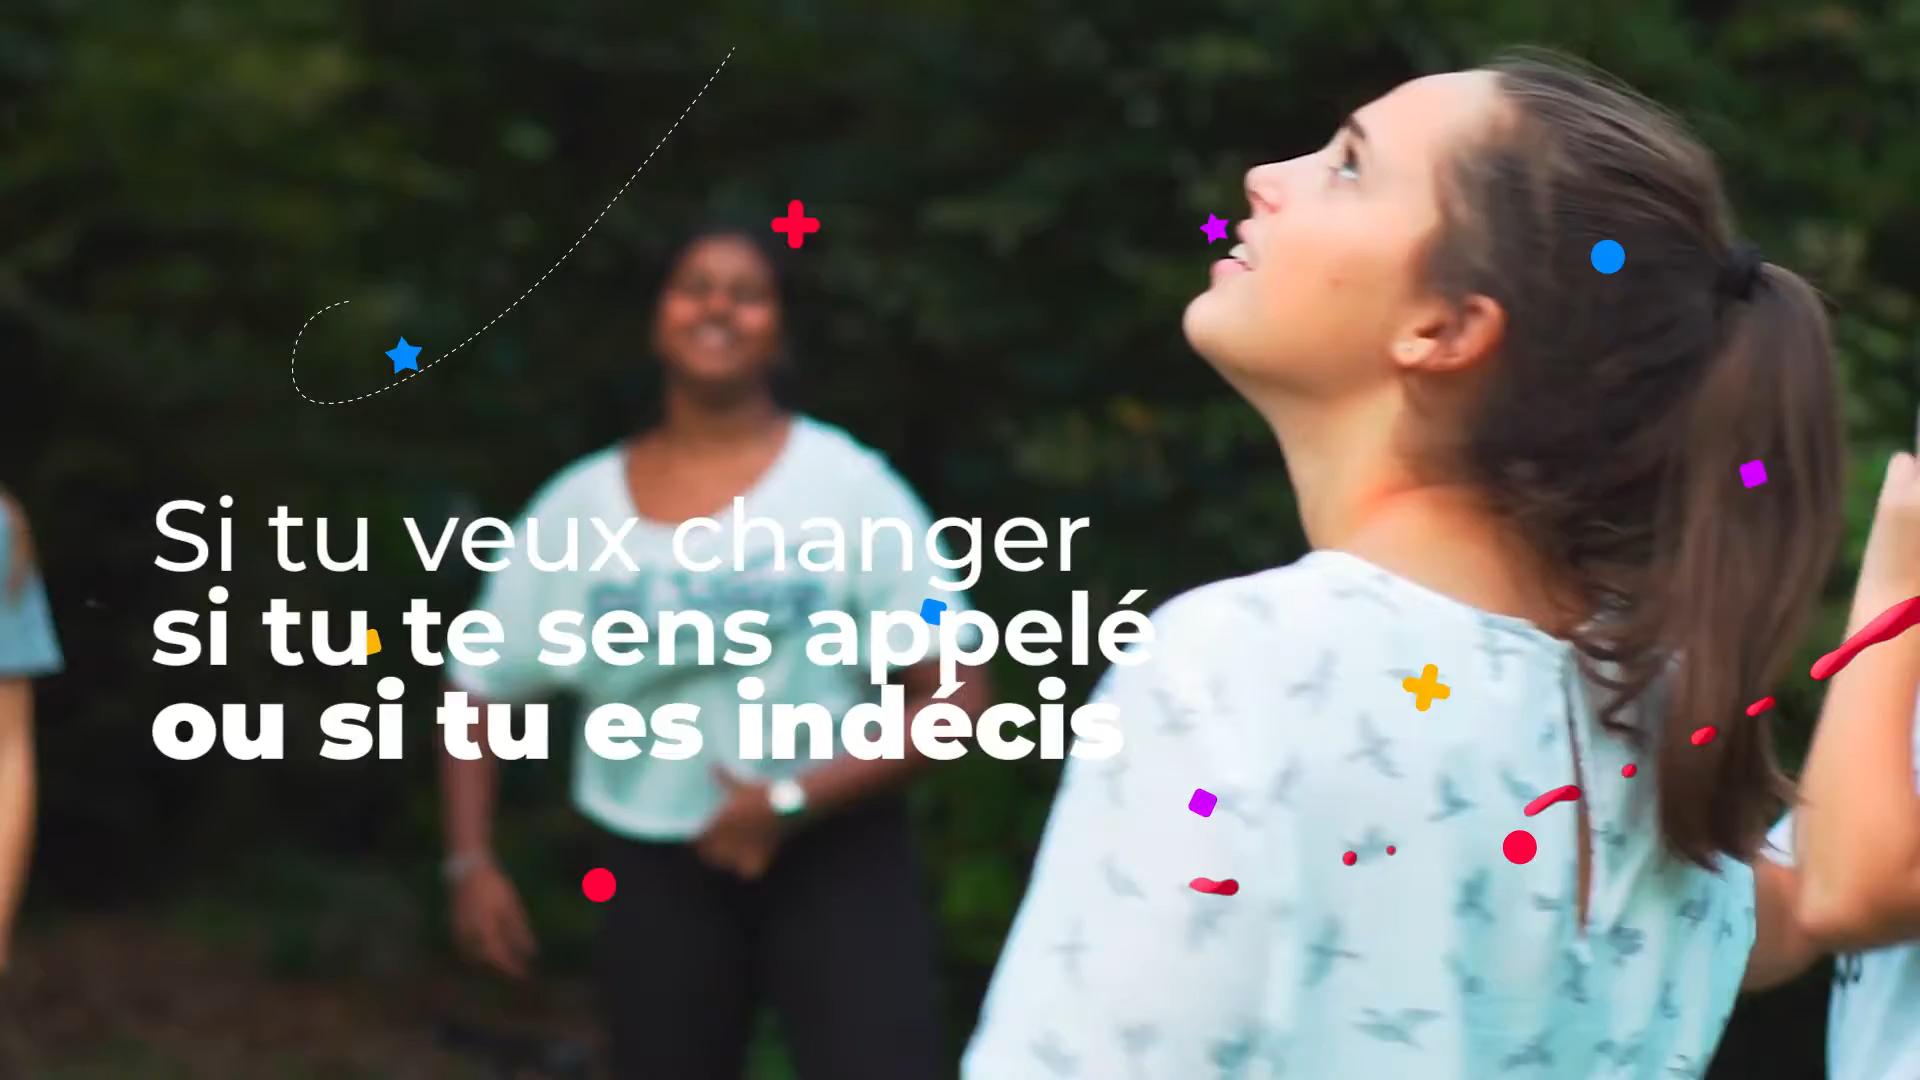 Si tu veux changer
si tu te sens appelé
ou si tu es indécis